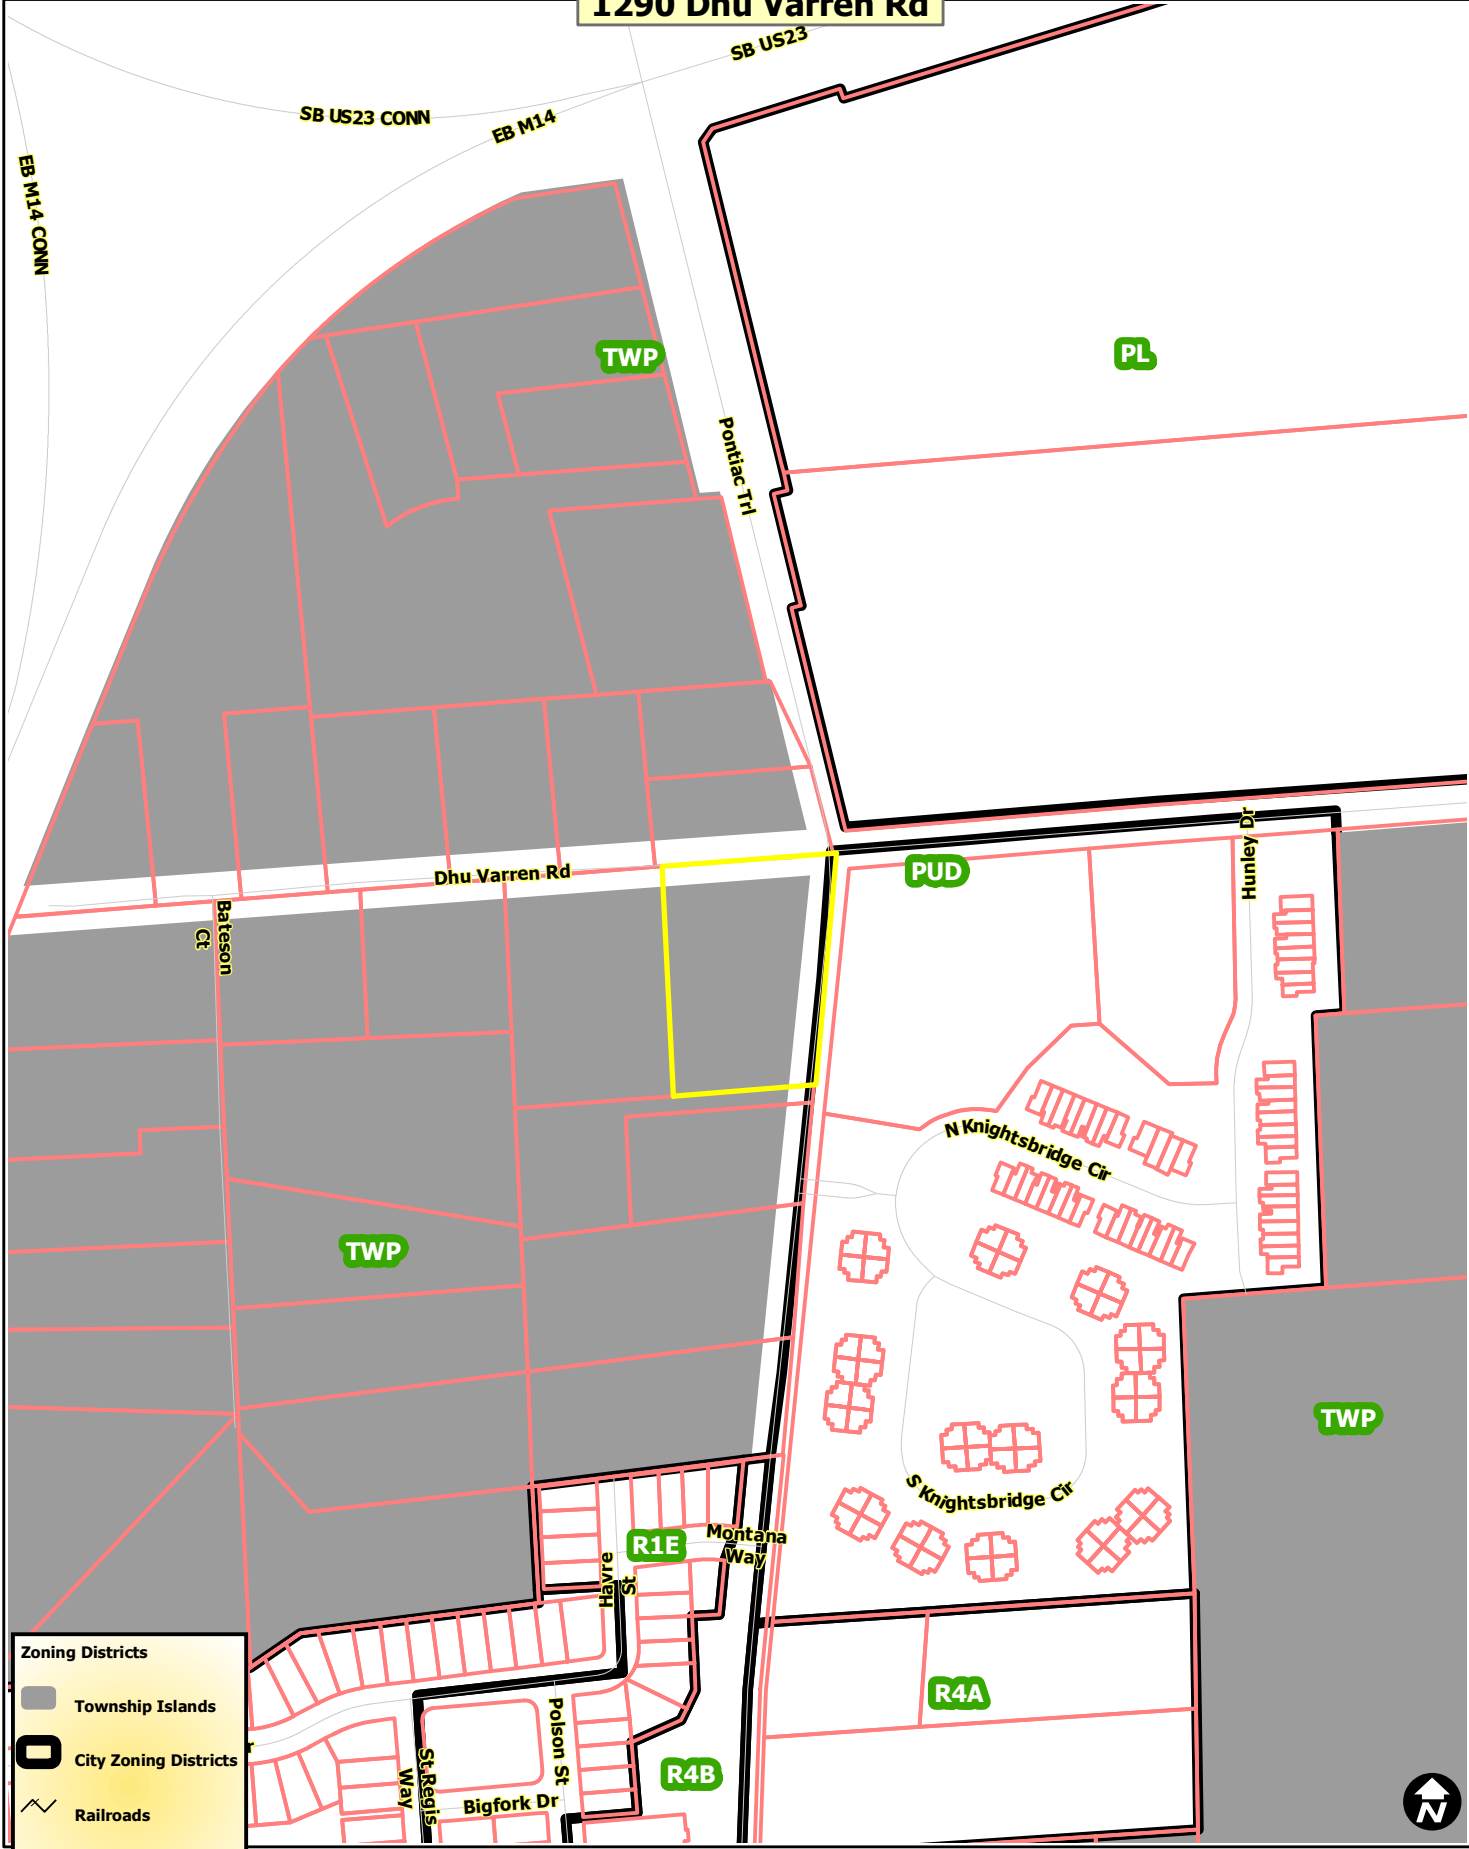 1290 Dhu Varren Rd
SB US23
SB US23 CONN
EB M14
EB M14 CONN
TWP
PL
Pontiac Trl
Hunley Dr
Dhu Varren Rd
PUD
Bateson
Ct
N Knightsbridge Cir
TWP
TWP
S Knightsbridge Cir
R1E
Montana
Way
Havre
St
R4A
Polson St
St Regis
Way
R4B
Bigfork Dr
r
Zoning Districts
Township Islands
City Zoning Districts
Railroads
N